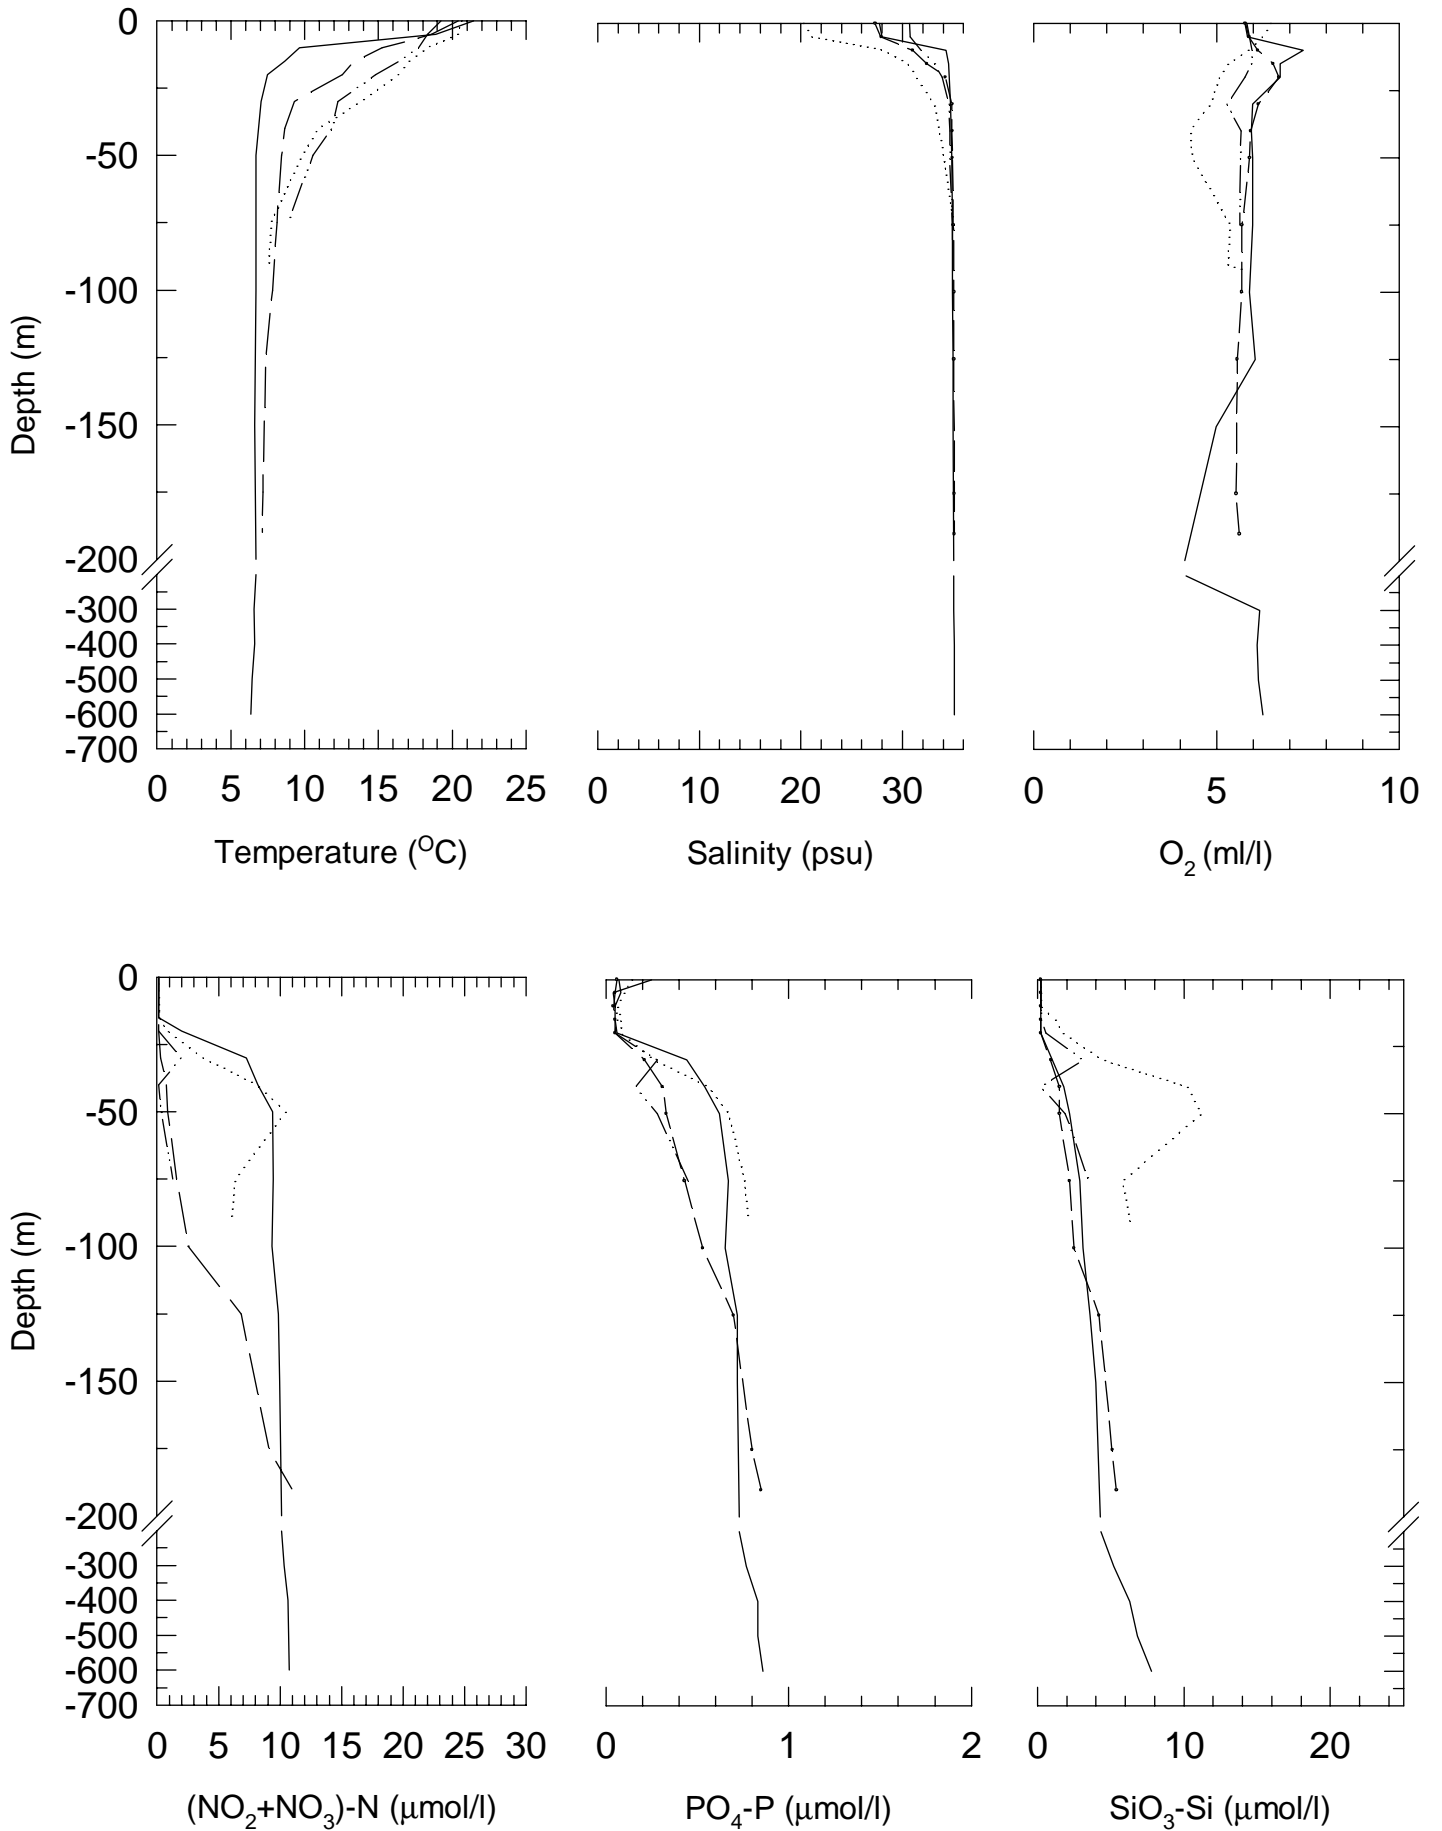 0
-50
-100
-150
-200
-300
-400
-500
-600
-700
Depth (m)
0 5 10 15 20 25
Temperature (OC)
0 10 20 30
Salinity (psu)
0 5 10
O2 (ml/l)
0
-50
-100
-150
-200
-300
-400
-500
-600
-700
Depth (m)
0 5 10 15 20 25 30
(NO2+NO3)-N (μmol/l)
0 1 2
PO4-P (μmol/l)
0 10 20
SiO3-Si (μmol/l)